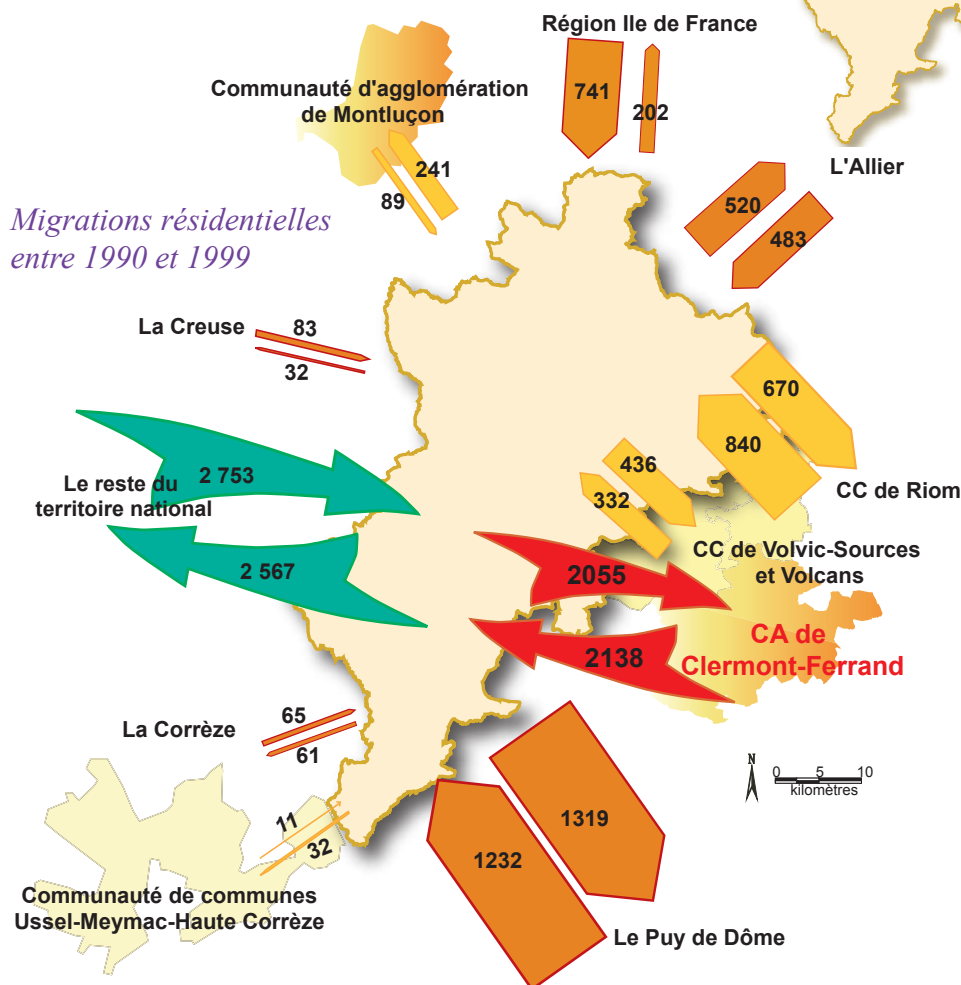 Région Ile de France
741
202
Communauté d'agglomération
de Montluçon
241
89
L'Allier
520
483
Migrations résidentielles
entre 1990 et 1999
La Creuse
83
32
670
840
CC de Riom
436
332
2 753
Le reste du
territoire national
2 567
CC de Volvic-Sources
et Volcans
2055
CA de
Clermont-Ferrand
2138
La Corrèze
65
61
N
0 5 10
kilomètres
11
32
1319
1232
Communauté de communes
Ussel-Meymac-Haute Corrèze
Le Puy de Dôme